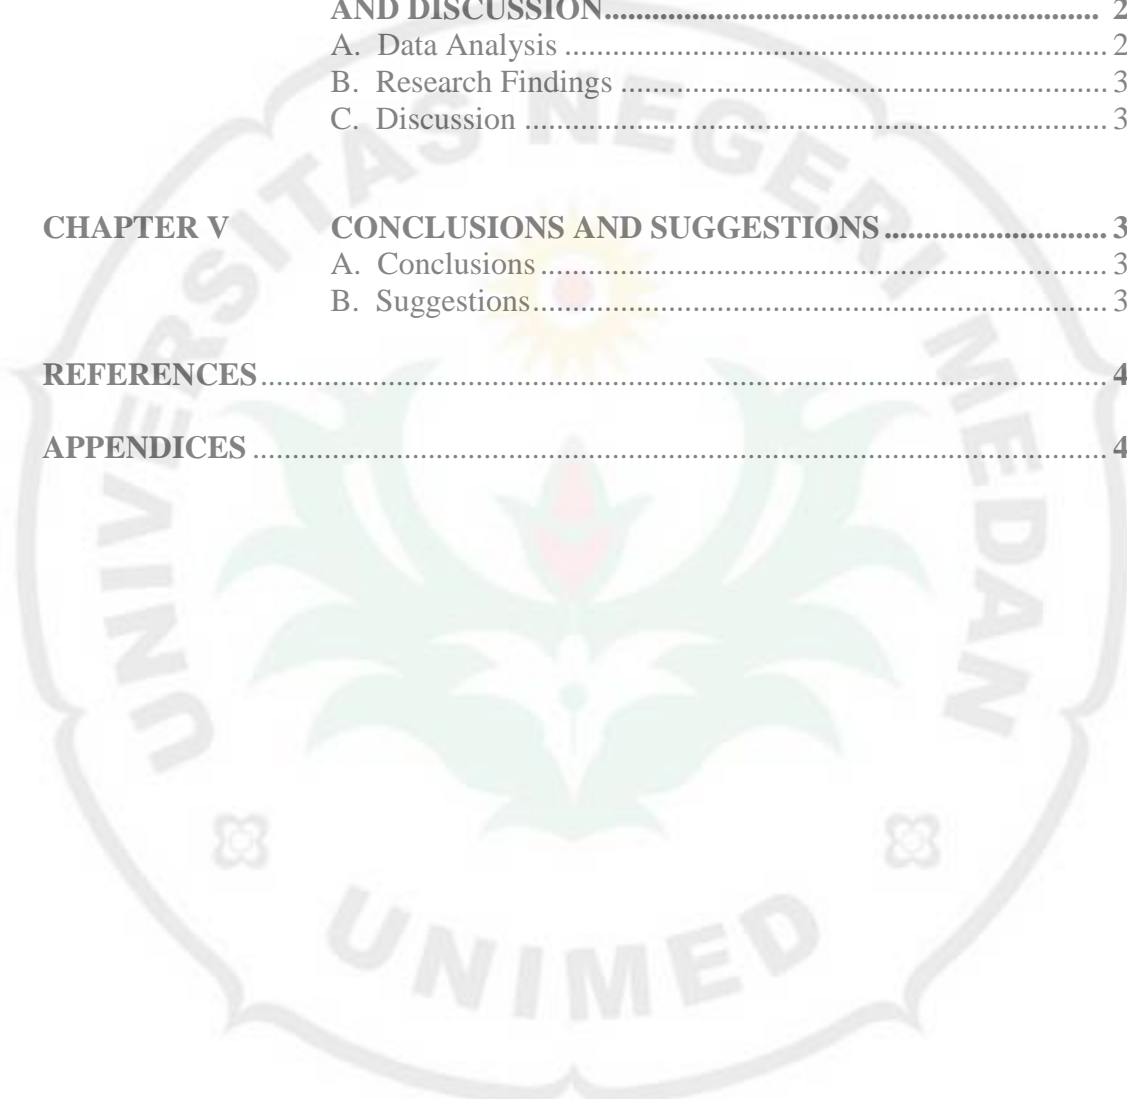 AND DISCUSSION............................................................ 2
A. Data Analysis .................................................................. 2
B. Research Findings ........................................................... 3
C. Discussion ....................................................................... 3
CHAPTER V CONCLUSIONS AND SUGGESTIONS........................... 3
A. Conclusions ..................................................................... 3
B. Suggestions...................................................................... 3
REFERENCES........................................................................................................ 4
APPENDICES ........................................................................................................ 4
UNIVERSITAS NEGERI MEDAN
UNIMED